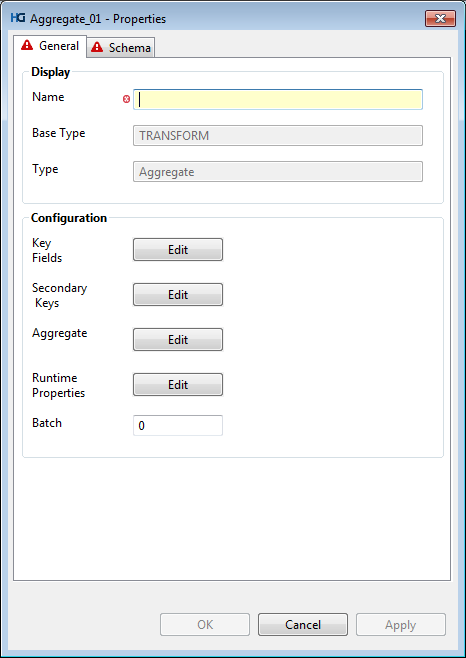 HG Aggregate_01 - Properties
General Schema
Display
Name
Base Type TRANSFORM
Type Aggregate
Configuration
Key
Fields Edit
Secondary
Keys Edit
Aggregate Edit
Runtime
Properties Edit
Batch 0
OK Cancel Apply